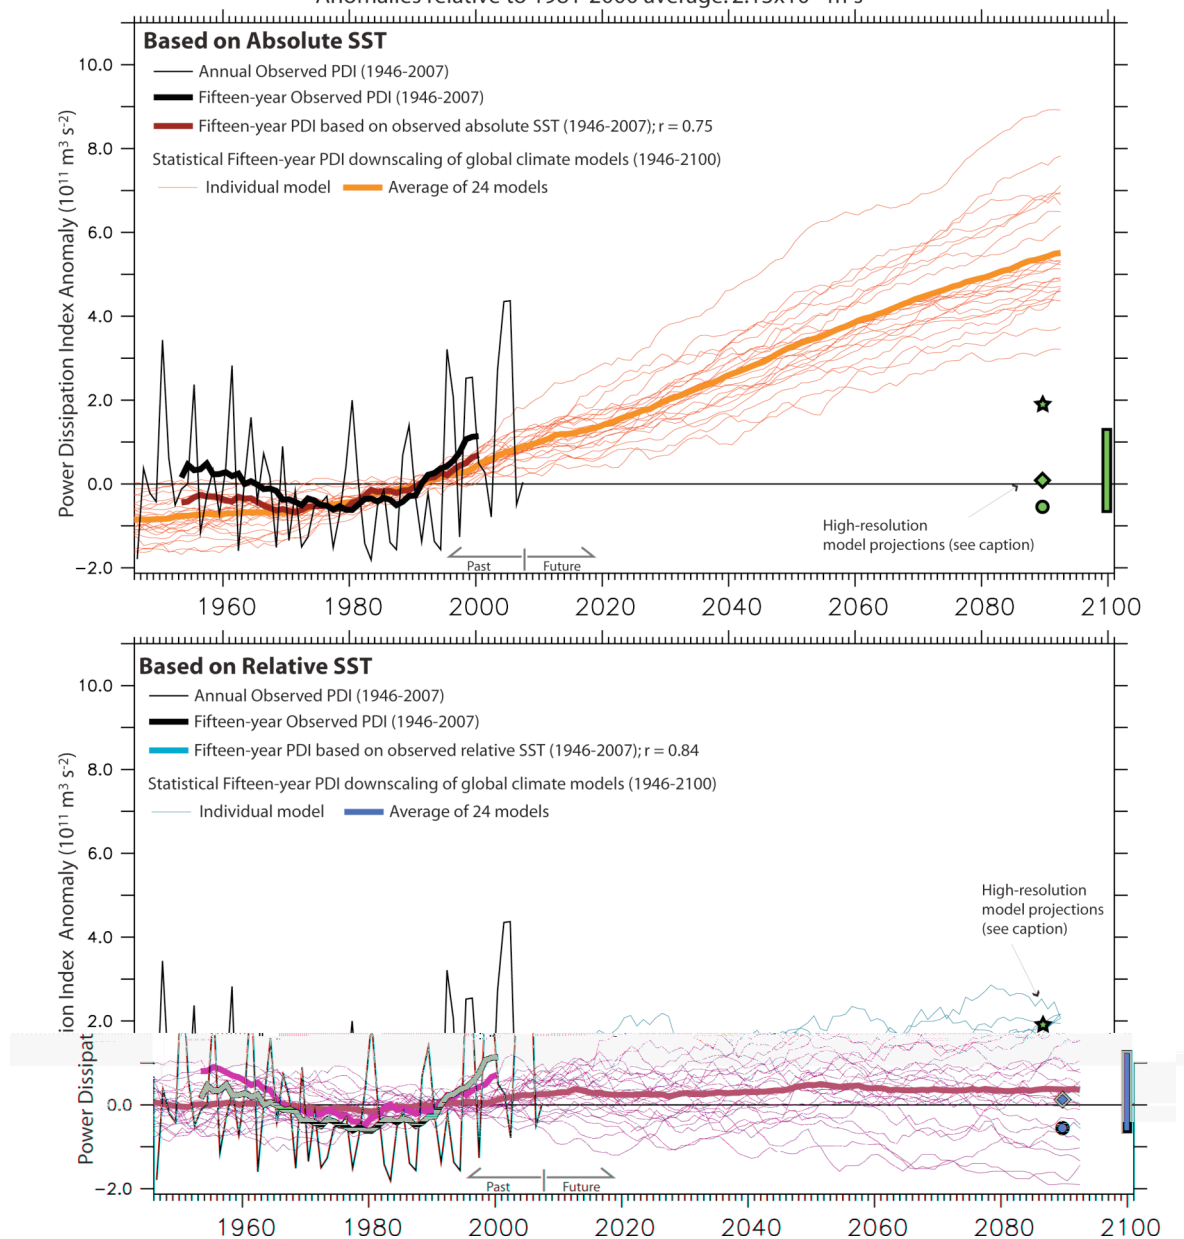 Based on Absolute SST
Annual Observed PDI (1946-2007)
Fifteen-year Observed PDI (1946-2007)
Fifteen-year PDI based on observed absolute SST (1946-2007); r = 0.75
Statistical Fifteen-year PDI downscaling of global climate models (1946-2100)
Individual model Average of 24 models
Power Dissipation Index Anomaly (10¹¹ m³ s⁻²)
10.0
8.0
6.0
4.0
2.0
0.0
−2.0
High-resolution
model projections (see caption)
Past Future
1960 1980 2000 2020 2040 2060 2080 2100
Based on Relative SST
Annual Observed PDI (1946-2007)
Fifteen-year Observed PDI (1946-2007)
Fifteen-year PDI based on observed relative SST (1946-2007); r = 0.84
Statistical Fifteen-year PDI downscaling of global climate models (1946-2100)
Individual model Average of 24 models
Power Dissipation Index Anomaly (10¹¹ m³ s⁻²)
10.0
8.0
6.0
4.0
2.0
0.0
−2.0
High-resolution
model projections
(see caption)
Past Future
1960 1980 2000 2020 2040 2060 2080 2100